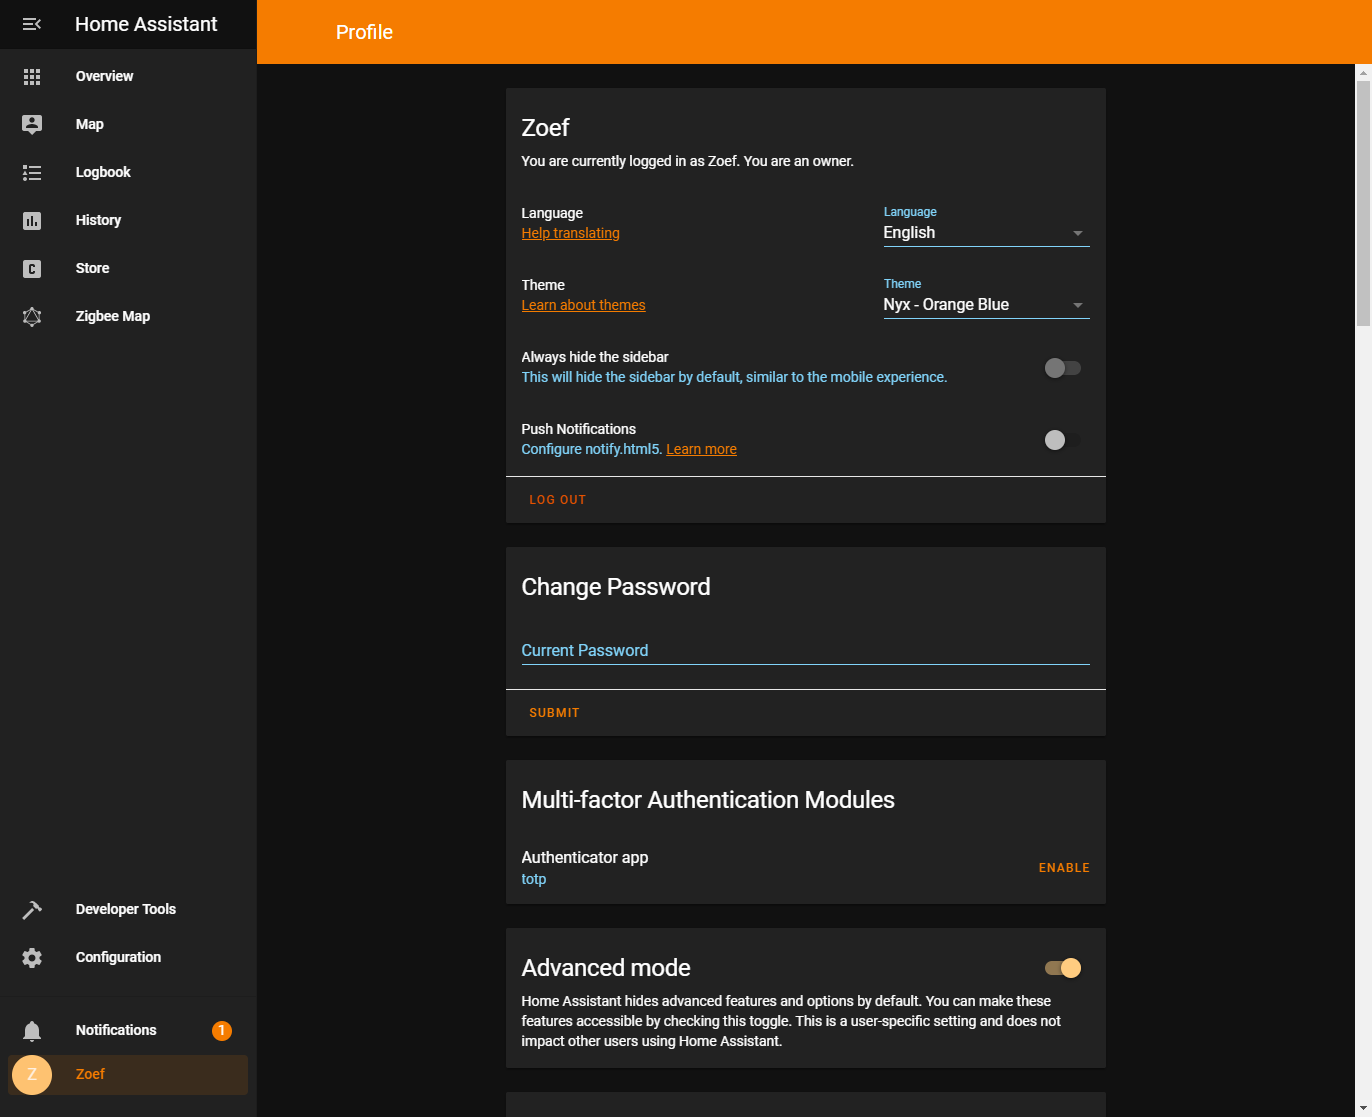 Home Assistant
Profile
Overview
Map
Logbook
History
C
Store
Zigbee Map
Developer Tools
Configuration
Notifications
1
Z
Zoef
Zoef
You are currently logged in as Zoef. You are an owner.
Language
Help translating
Language
English
Theme
Learn about themes
Theme
Nyx - Orange Blue
Always hide the sidebar
This will hide the sidebar by default, similar to the mobile experience.
Push Notifications
Configure notify.html5. Learn more
LOG OUT
Change Password
Current Password
SUBMIT
Multi-factor Authentication Modules
Authenticator app
totp
ENABLE
Advanced mode
Home Assistant hides advanced features and options by default. You can make these
features accessible by checking this toggle. This is a user-specific setting and does not
impact other users using Home Assistant.